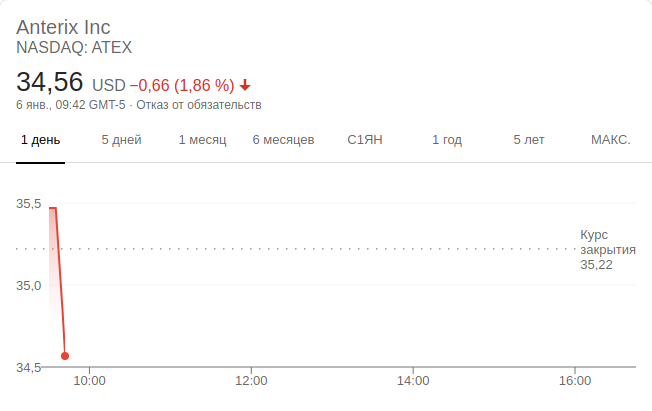 Anterix Inc
NASDAQ: ATEX
34,56 USD −0,66 (1,86 %)
6 янв., 09:42 GMT-5 · Отказ от обязательств
1 день 5 дней 1 месяц 6 месяцев С1ЯН 1 год 5 лет МАКС.
35,5
Курс
закрытия
35,22
35,0
34,5
10:00 12:00 14:00 16:00